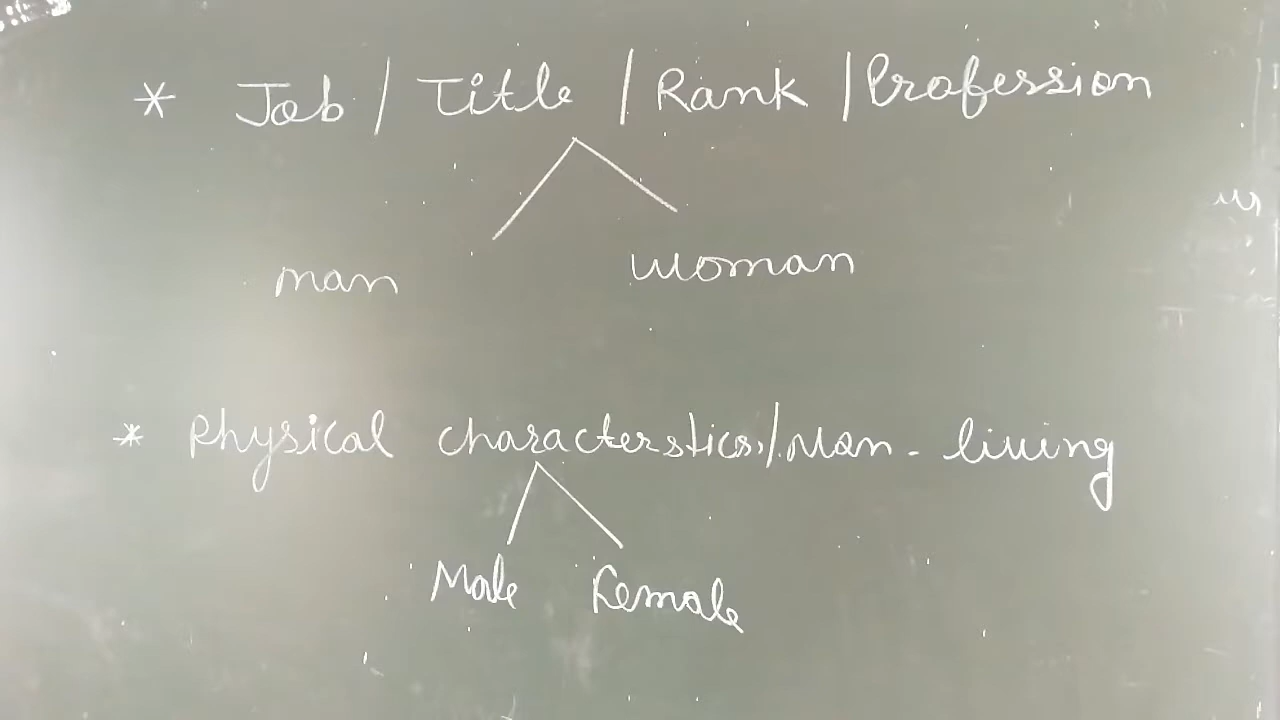 * Job / Title / Rank / Profession
man woman
* Physical characterstics / Non - living
Male Female